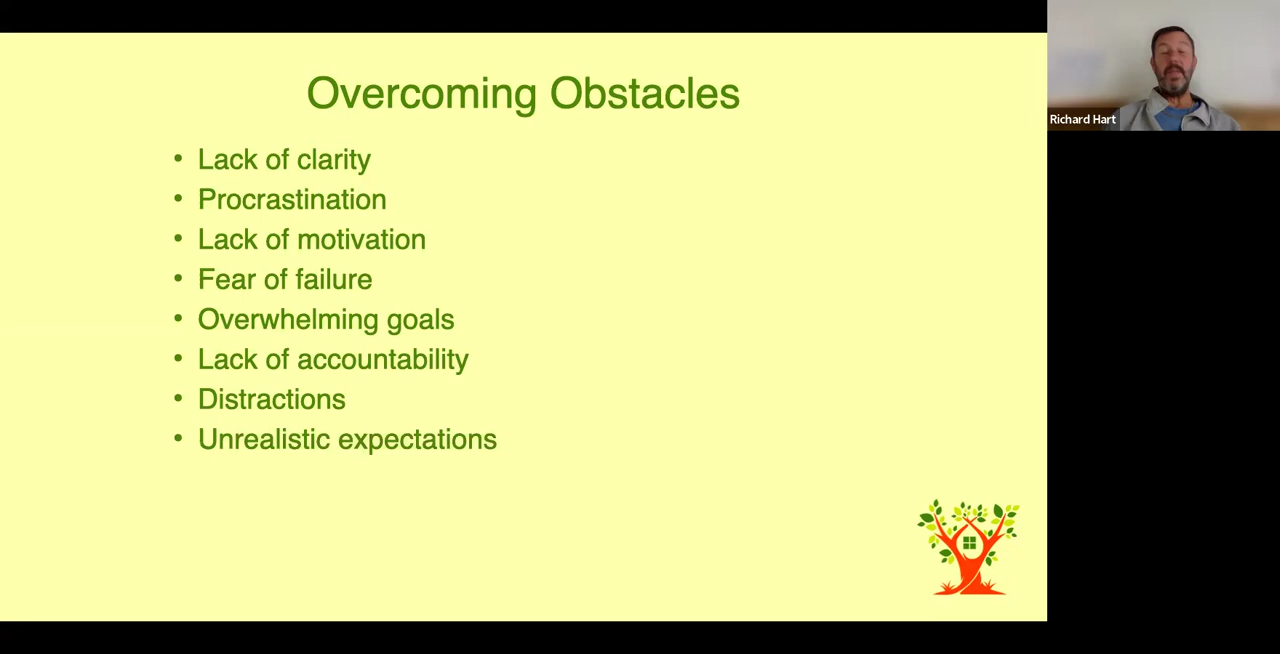 Overcoming Obstacles
• Lack of clarity
• Procrastination
• Lack of motivation
• Fear of failure
• Overwhelming goals
• Lack of accountability
• Distractions
• Unrealistic expectations
Richard Hart